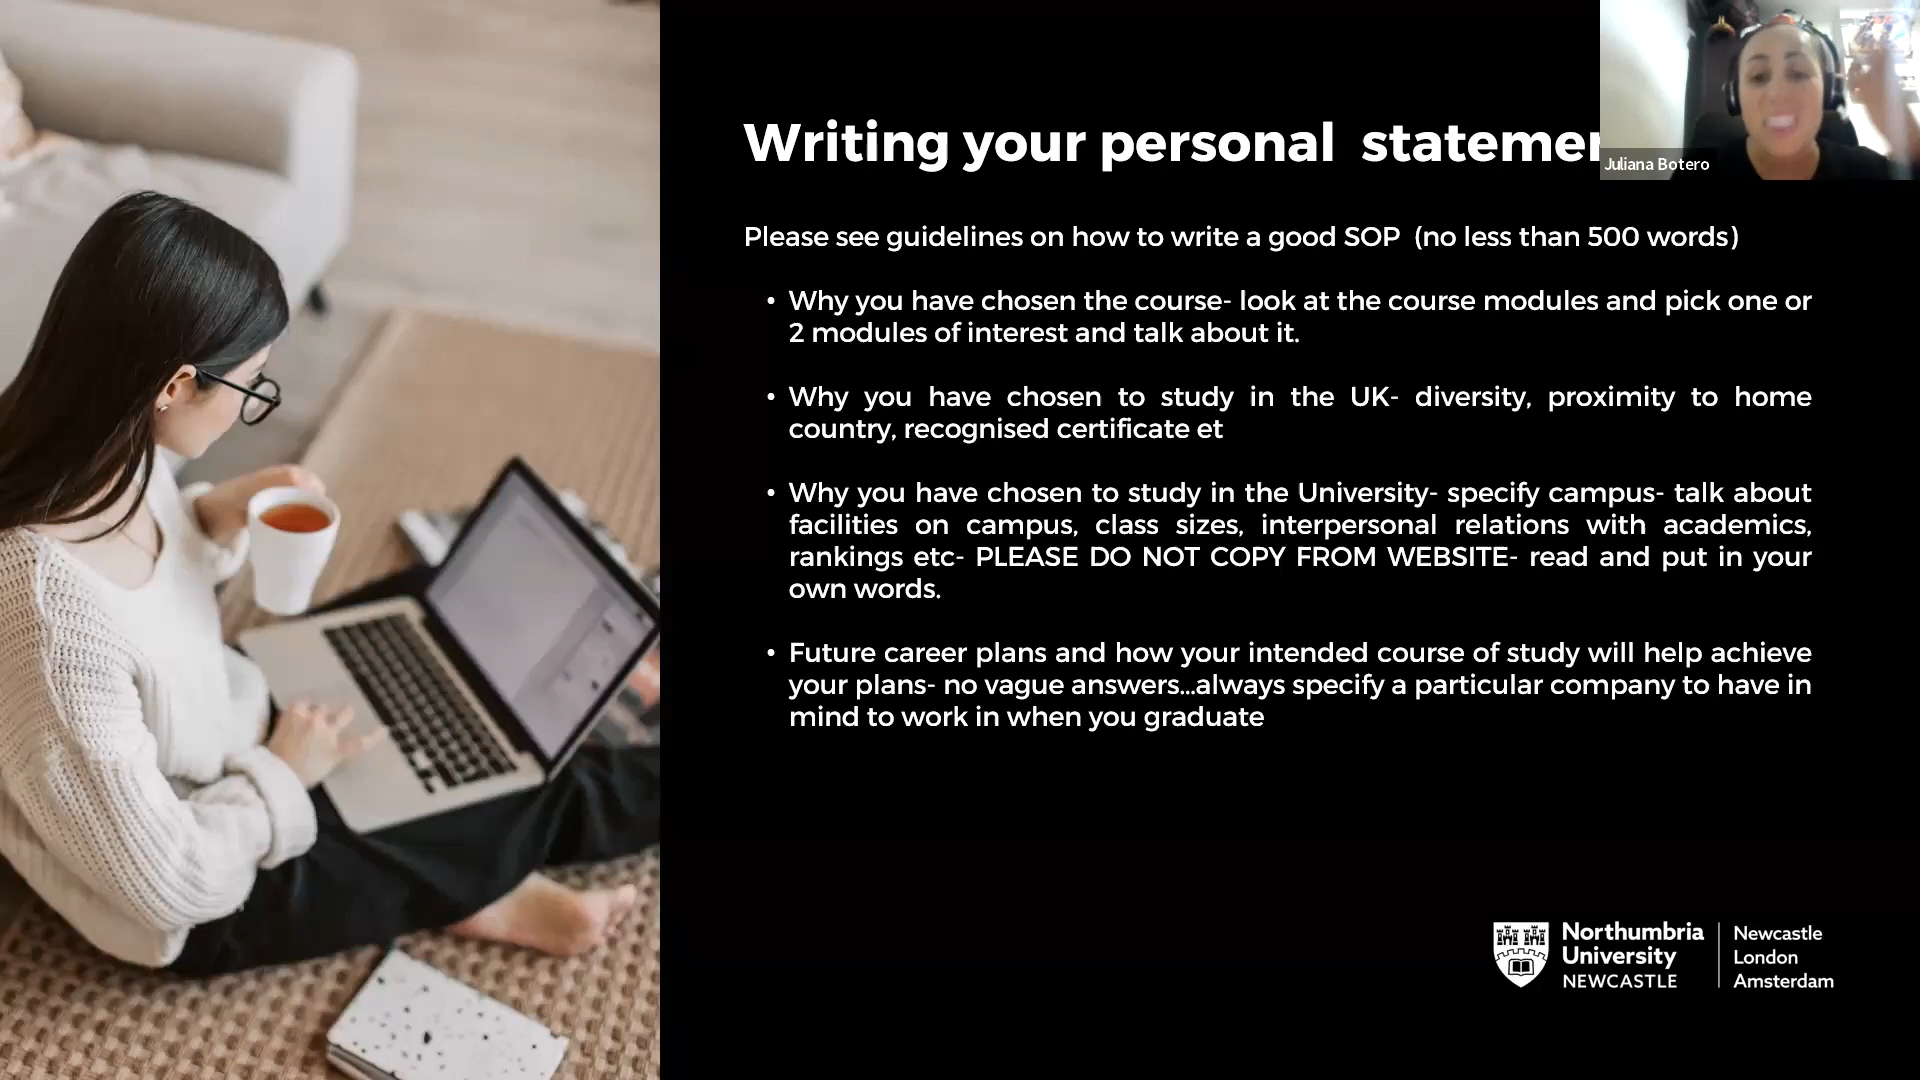 Writing your personal  statemen
Juliana Botero
Please see guidelines on how to write a good SOP  (no less than 500 words)
• Why you have chosen the course- look at the course modules and pick one or
2 modules of interest and talk about it.
• Why you have chosen to study in the UK- diversity, proximity to home
country, recognised certificate et
• Why you have chosen to study in the University- specify campus- talk about
facilities on campus, class sizes, interpersonal relations with academics,
rankings etc- PLEASE DO NOT COPY FROM WEBSITE- read and put in your
own words.
• Future career plans and how your intended course of study will help achieve
your plans- no vague answers...always specify a particular company to have in
mind to work in when you graduate
Northumbria
University
NEWCASTLE
Newcastle
London
Amsterdam